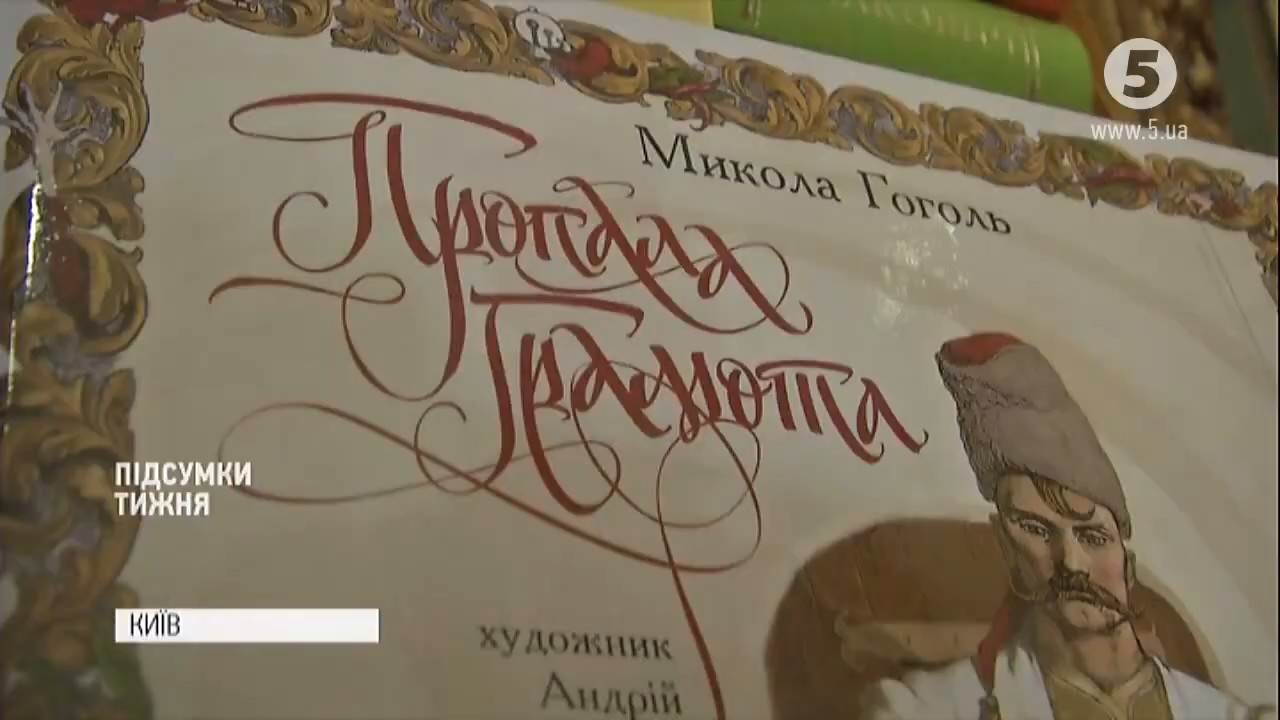 5
www.5.ua
Микола Гоголь
Пропала
Грамота
ПІДСУМКИ
ТИЖНЯ
КИЇВ
художник
Андрій